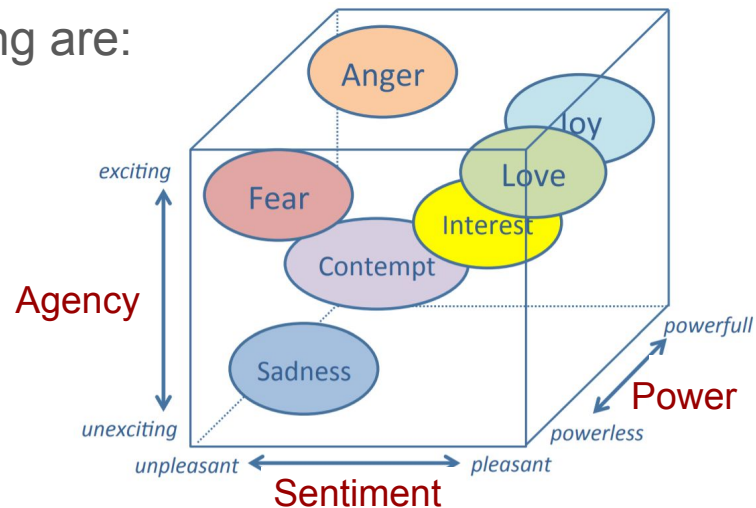 ng are:
Anger
Joy
exciting
Love
Fear
Interest
Contempt
Agency
powerfull
Sadness
Power
unexciting
powerless
unpleasant
pleasant
Sentiment